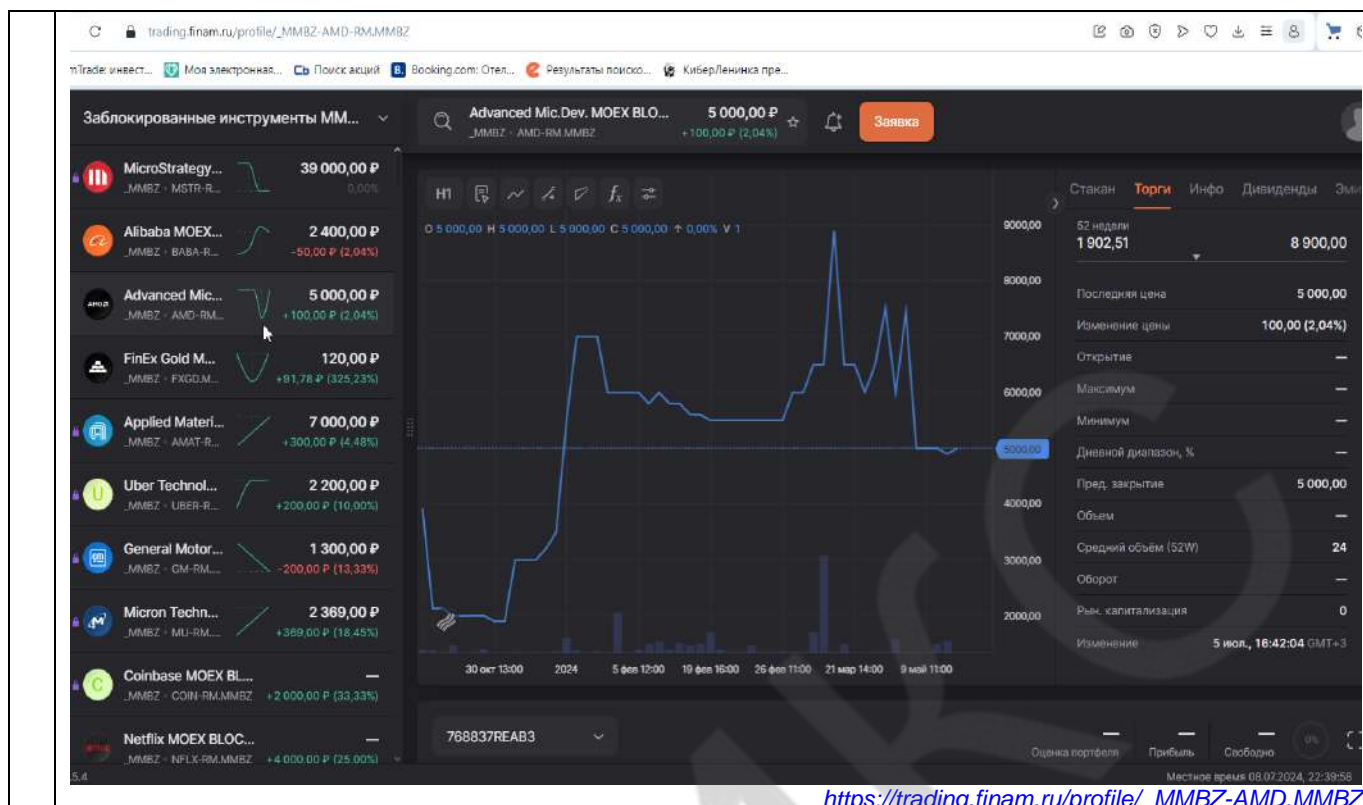 trading.finam.ru/profile/_MMBZ-AMD-RM.MMBZ
mTrade: инвест... Моя электронная... Сb Поиск акций B. Booking.com: Отел... Результаты поиско... КиберЛенинка пре...
Заблокированные инструменты ММ...
Advanced Mic.Dev. MOEX BLO... 5 000,00 ₽
_MMBZ · AMD-RM.MMBZ +100,00 ₽ (2,04%)
Заявка
MicroStrategy... 39 000,00 ₽
_MMBZ · MSTR-R... 0,00%
Alibaba MOEX... 2 400,00 ₽
_MMBZ · BABA-R... -50,00 ₽ (2,04%)
Advanced Mic... 5 000,00 ₽
_MMBZ · AMD-RM... +100,00 ₽ (2,04%)
FinEx Gold M... 120,00 ₽
_MMBZ · FXGD.M... +91,78 ₽ (325,23%)
Applied Materi... 7 000,00 ₽
_MMBZ · AMAT-R... +300,00 ₽ (4,48%)
Uber Technol... 2 200,00 ₽
_MMBZ · UBER-R... +200,00 ₽ (10,00%)
General Motor... 1 300,00 ₽
_MMBZ · GM-RM.... -200,00 ₽ (13,33%)
Micron Techn... 2 369,00 ₽
_MMBZ · MU-RM.... +369,00 ₽ (18,45%)
Coinbase MOEX BL... —
_MMBZ · COIN-RM.MMBZ +2 000,00 ₽ (33,33%)
Netflix MOEX BLOC... —
_MMBZ · NFLX-RM.MMBZ +4 000,00 ₽ (25,00%)
5.4
H1 fx
O 5 000,00 H 5 000,00 L 5 000,00 C 5 000,00 ↑ 0,00% V 1
9000,00
8000,00
7000,00
6000,00
5000,00
4000,00
3000,00
2000,00
30 окт 13:00 2024 5 фев 12:00 19 фев 16:00 26 фев 11:00 21 мар 14:00 9 май 11:00
Стакан Торги Инфо Дивиденды Эми
52 недели
1 902,51 8 900,00
Последняя цена 5 000,00
Изменение цены 100,00 (2,04%)
Открытие —
Максимум —
Минимум —
Дневной диапазон, % —
Пред. закрытие 5 000,00
Объем —
Средний объём (52W) 24
Оборот —
Рын. капитализация 0
Изменение 5 июл., 16:42:04 GMT+3
768837REAB3
Оценка портфеля — Прибыль — Свободно — 0%
Местное время 08.07.2024, 22:39:58
https://trading.finam.ru/profile/_MMBZ-AMD.MMBZ